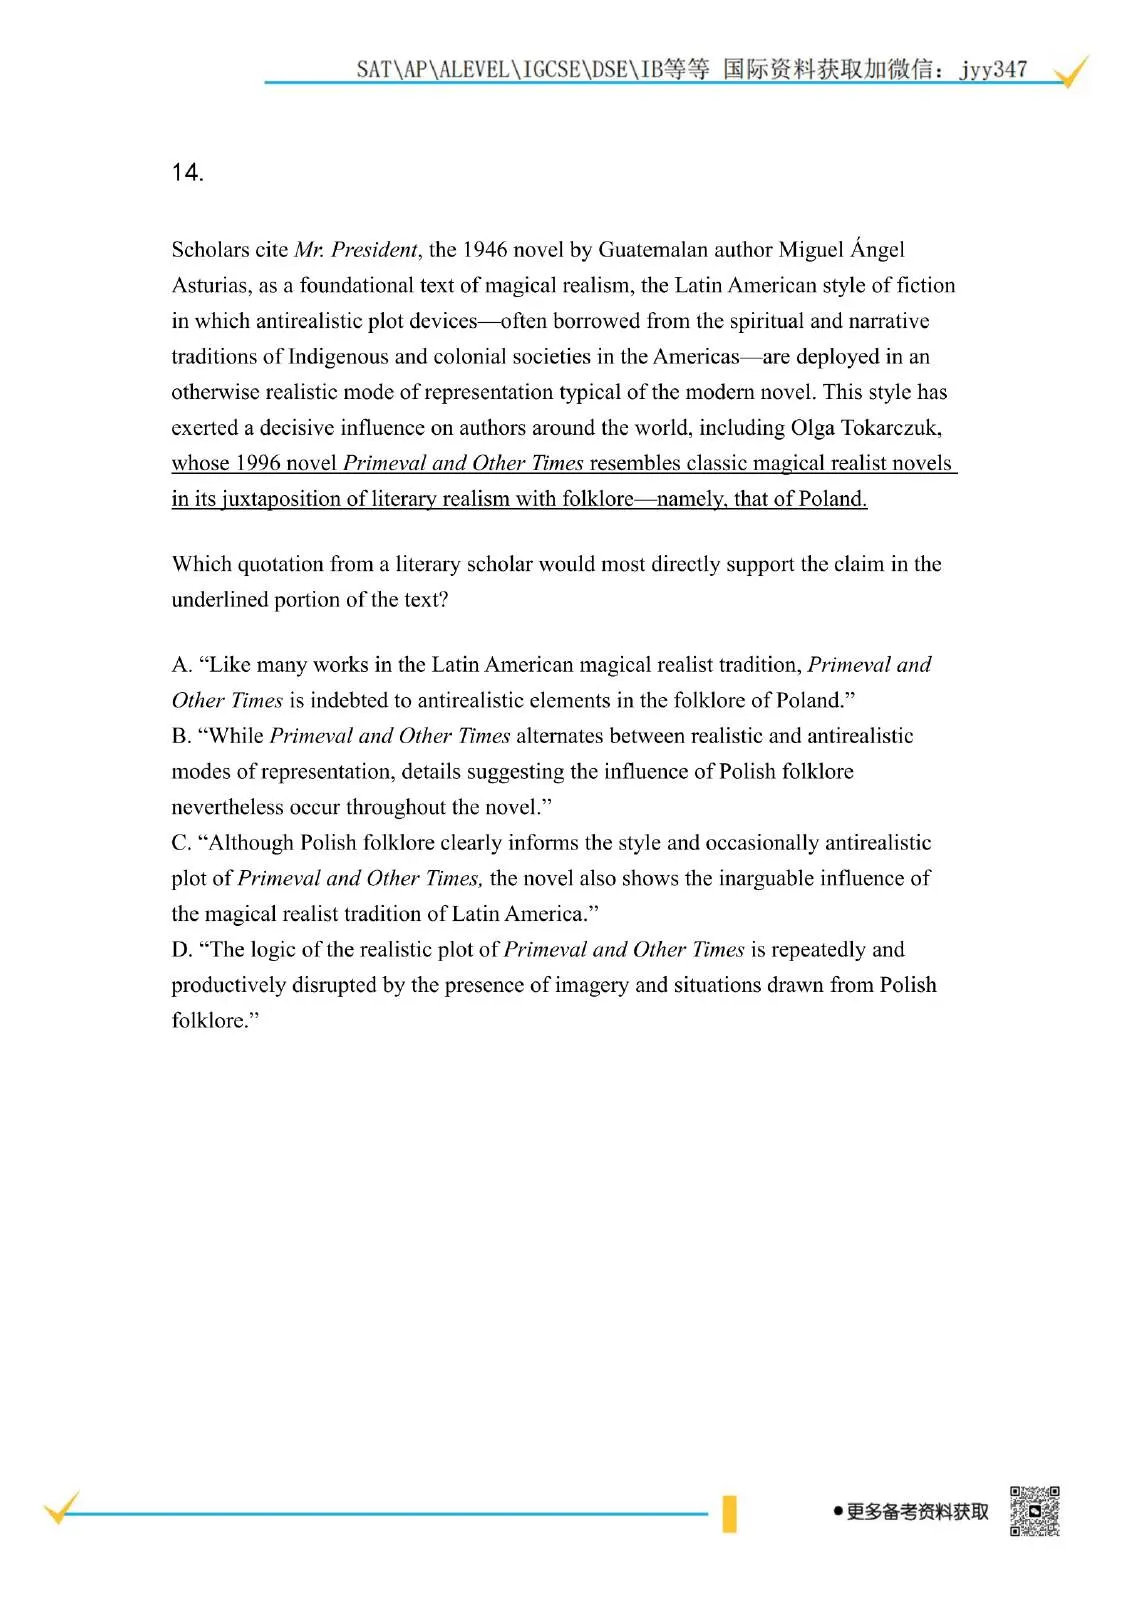 SAT\AP\ALEVEL\IGCSE\DSE\IB等等 国际资料获取加微信：jyy347
14.
Scholars cite Mr. President, the 1946 novel by Guatemalan author Miguel Ángel
Asturias, as a foundational text of magical realism, the Latin American style of fiction
in which antirealistic plot devices—often borrowed from the spiritual and narrative
traditions of Indigenous and colonial societies in the Americas—are deployed in an
otherwise realistic mode of representation typical of the modern novel. This style has
exerted a decisive influence on authors around the world, including Olga Tokarczuk,
whose 1996 novel Primeval and Other Times resembles classic magical realist novels
in its juxtaposition of literary realism with folklore—namely, that of Poland.
Which quotation from a literary scholar would most directly support the claim in the
underlined portion of the text?
A. “Like many works in the Latin American magical realist tradition, Primeval and
Other Times is indebted to antirealistic elements in the folklore of Poland.”
B. “While Primeval and Other Times alternates between realistic and antirealistic
modes of representation, details suggesting the influence of Polish folklore
nevertheless occur throughout the novel.”
C. “Although Polish folklore clearly informs the style and occasionally antirealistic
plot of Primeval and Other Times, the novel also shows the inarguable influence of
the magical realist tradition of Latin America.”
D. “The logic of the realistic plot of Primeval and Other Times is repeatedly and
productively disrupted by the presence of imagery and situations drawn from Polish
folklore.”
●更多备考资料获取